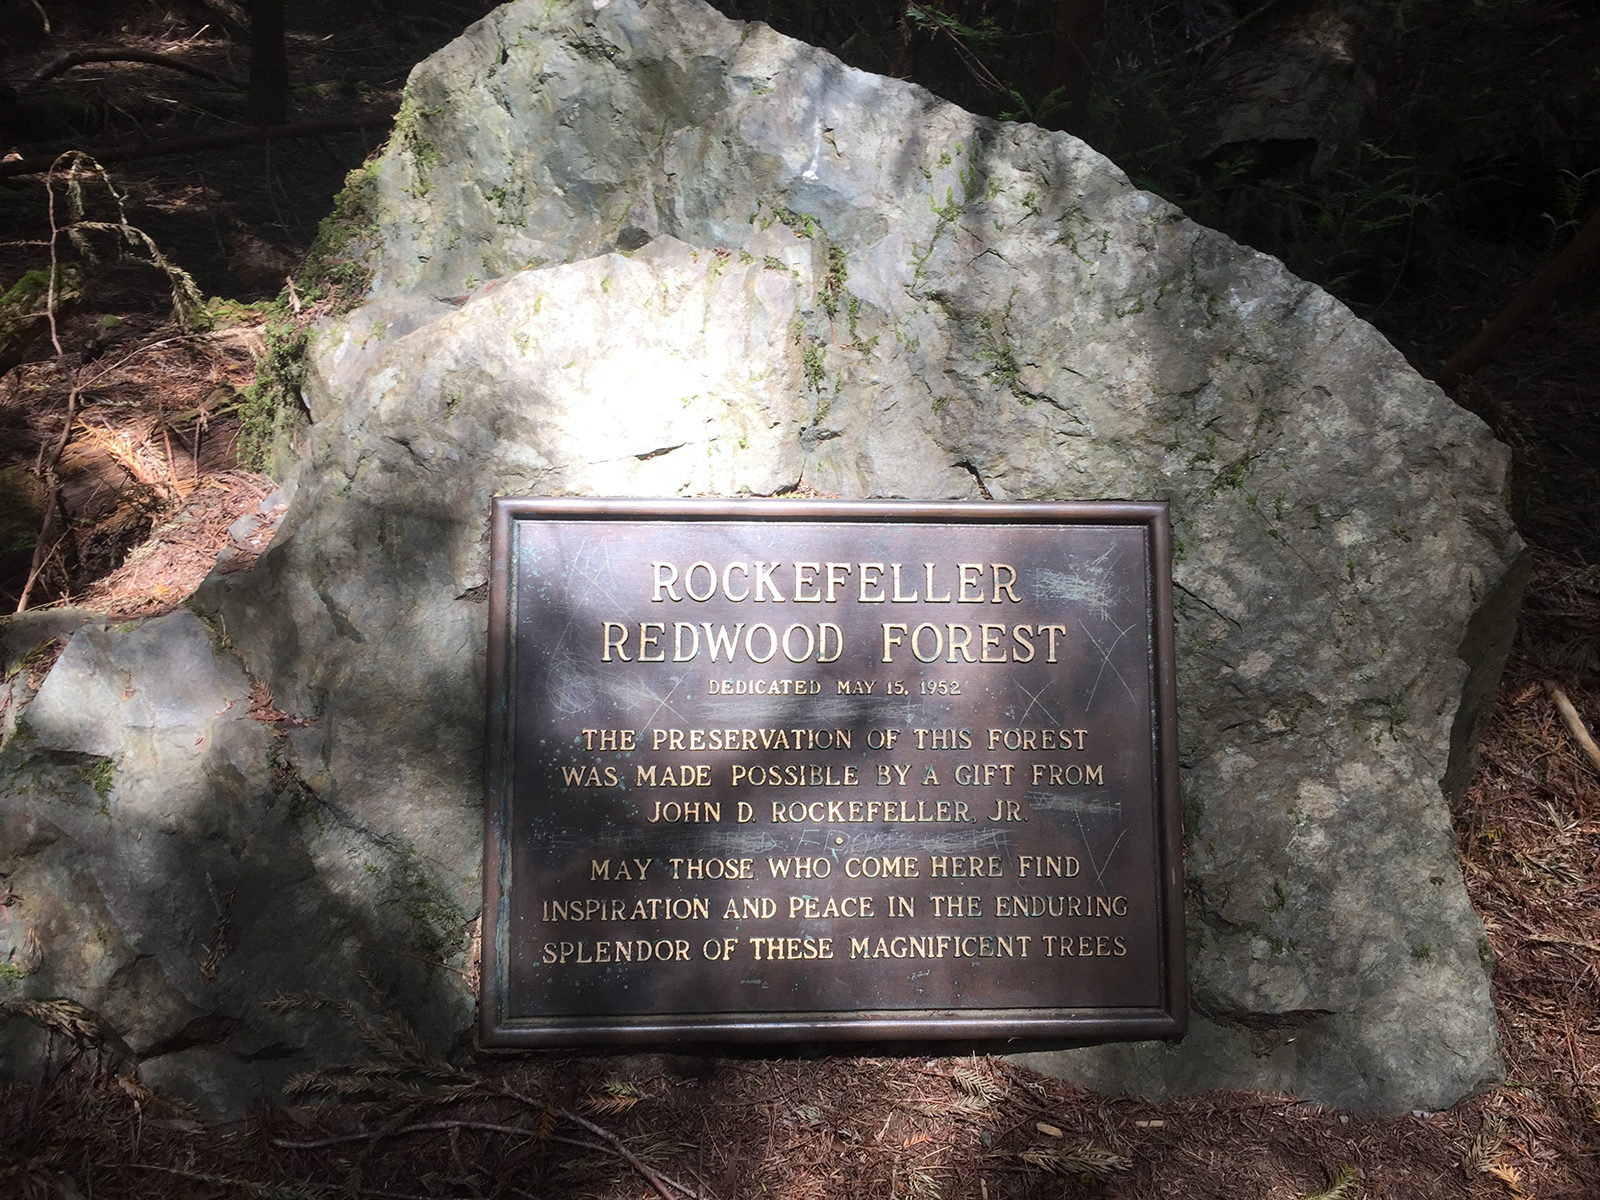 ROCKEFELLER
REDWOOD FOREST
DEDICATED MAY 15, 1952
THE PRESERVATION OF THIS FOREST
WAS MADE POSSIBLE BY A GIFT FROM
JOHN D. ROCKEFELLER, JR.
MAY THOSE WHO COME HERE FIND
INSPIRATION AND PEACE IN THE ENDURING
SPLENDOR OF THESE MAGNIFICENT TREES